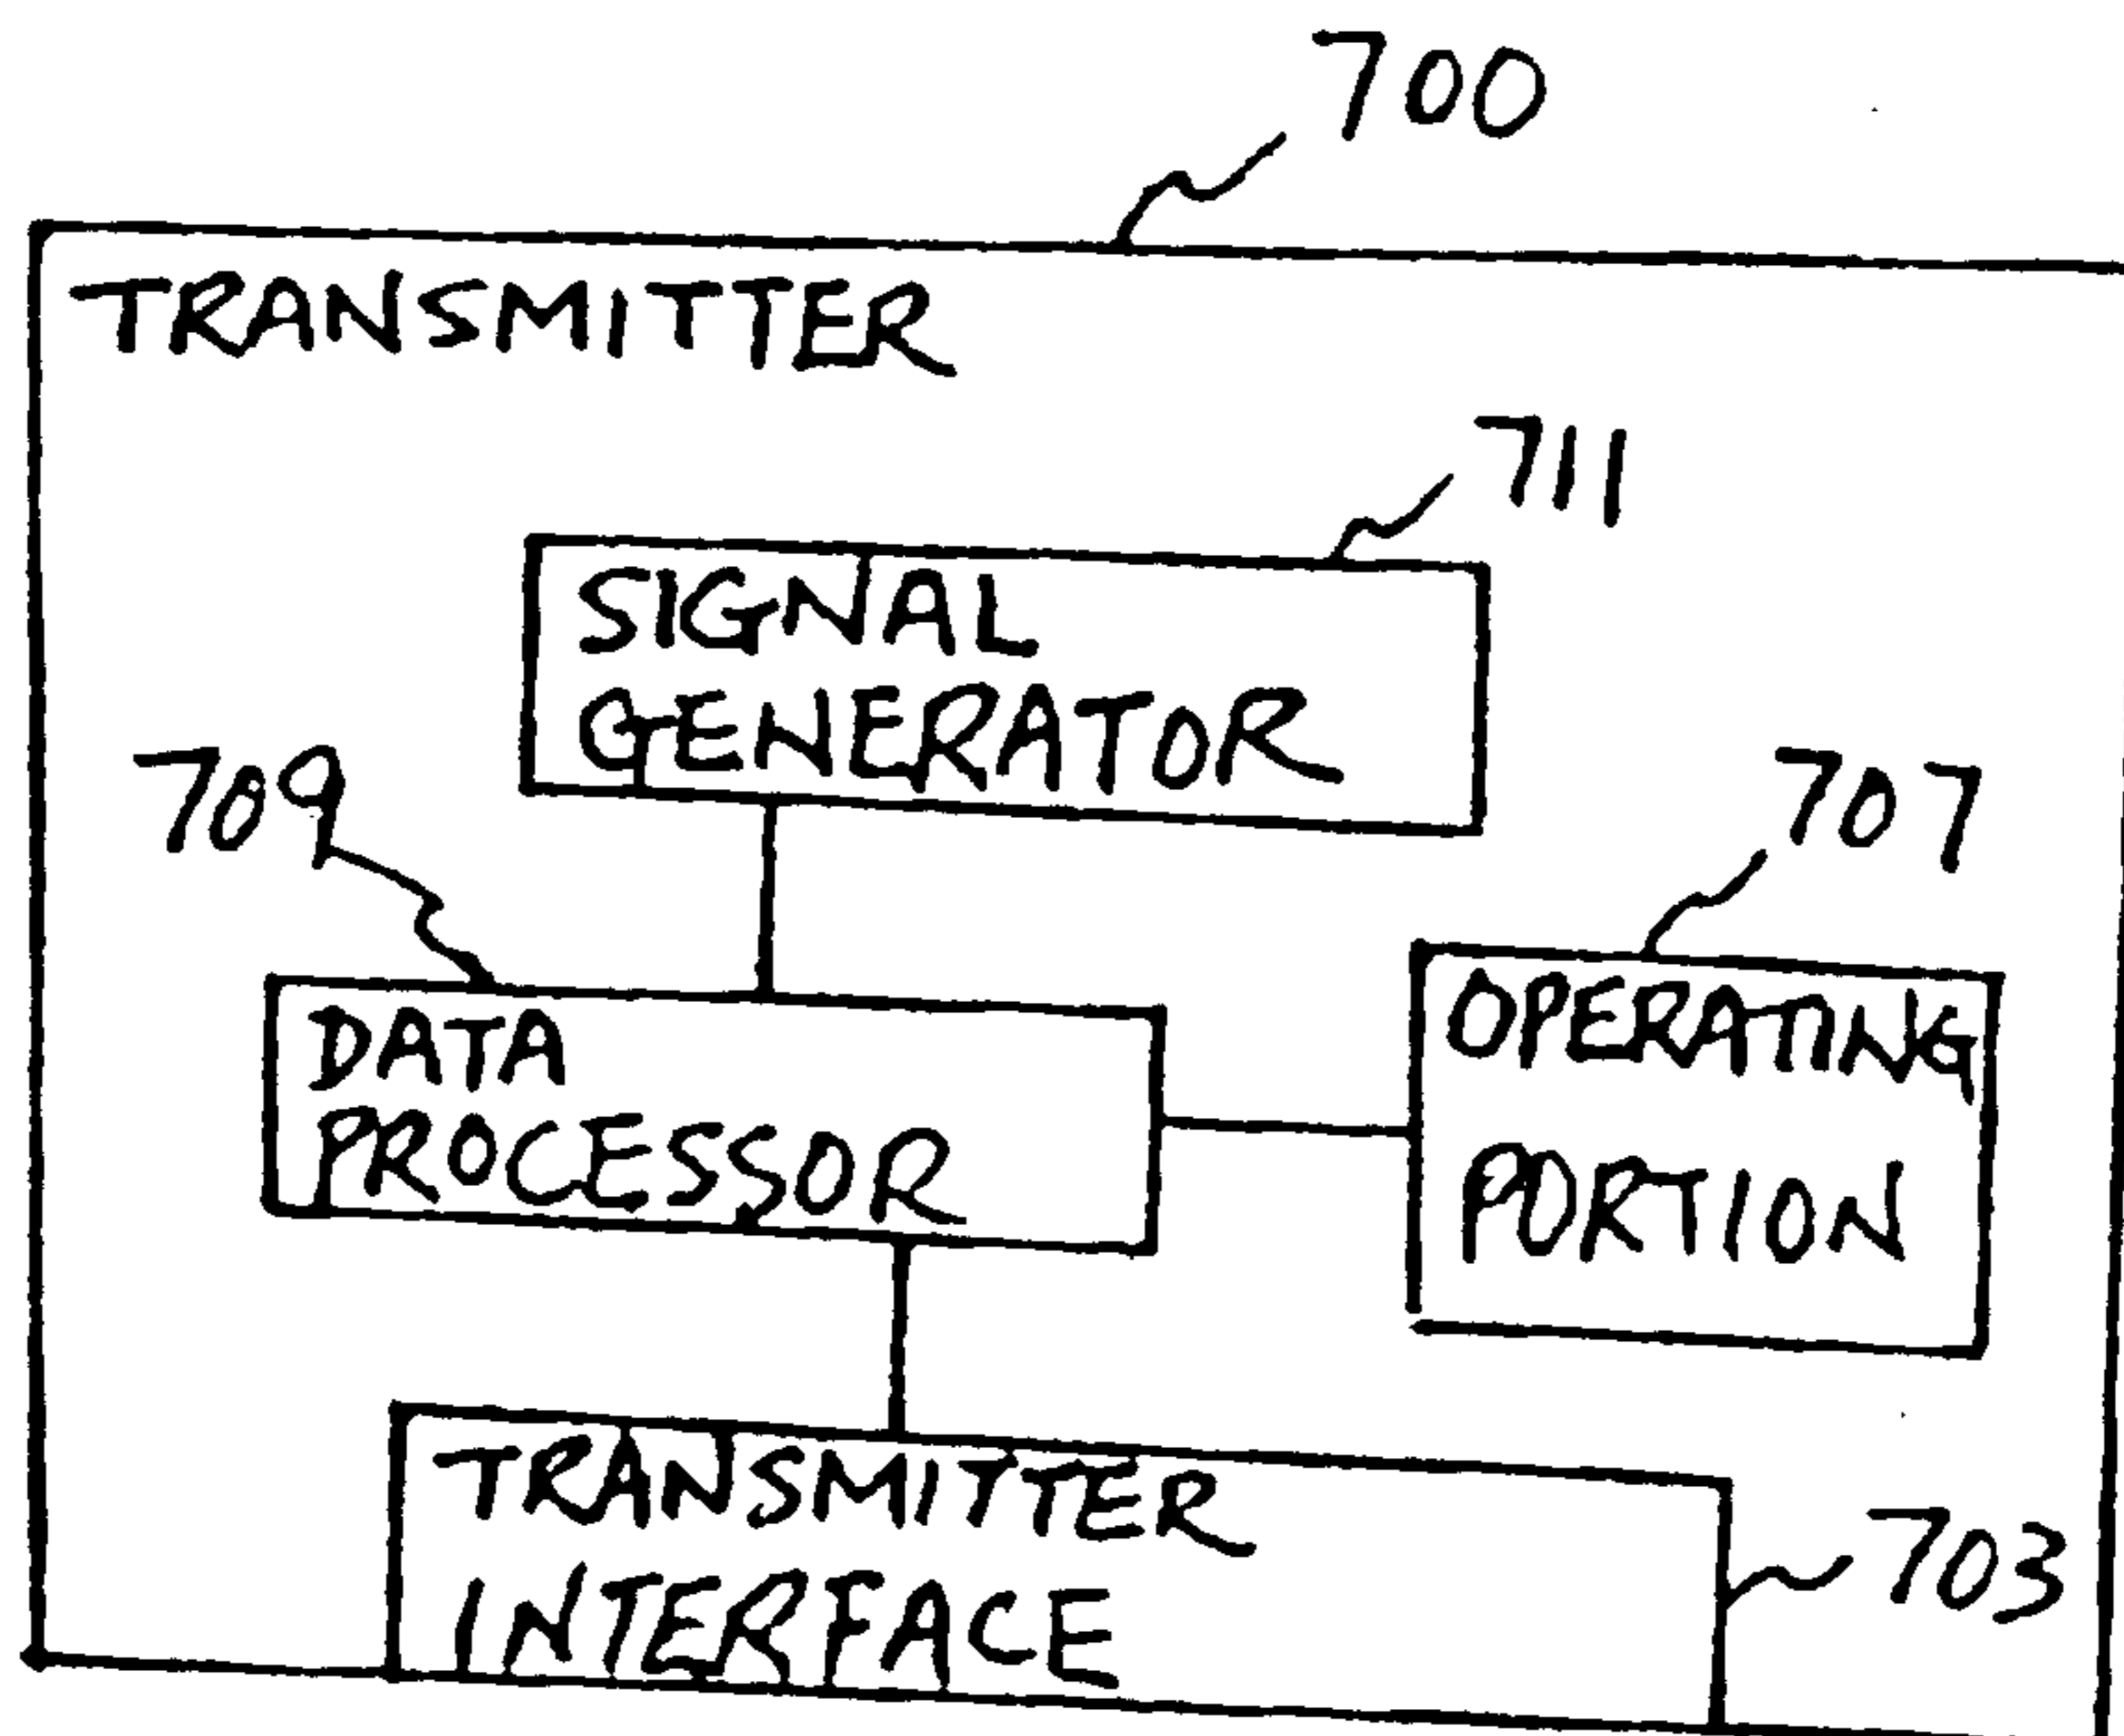 700
TRANSMITTER
711
SIGNAL
GENERATOR
709
707
DATA
PROCESSOR
OPERATING
PORTION
TRANSMITTER
INTERFACE
703